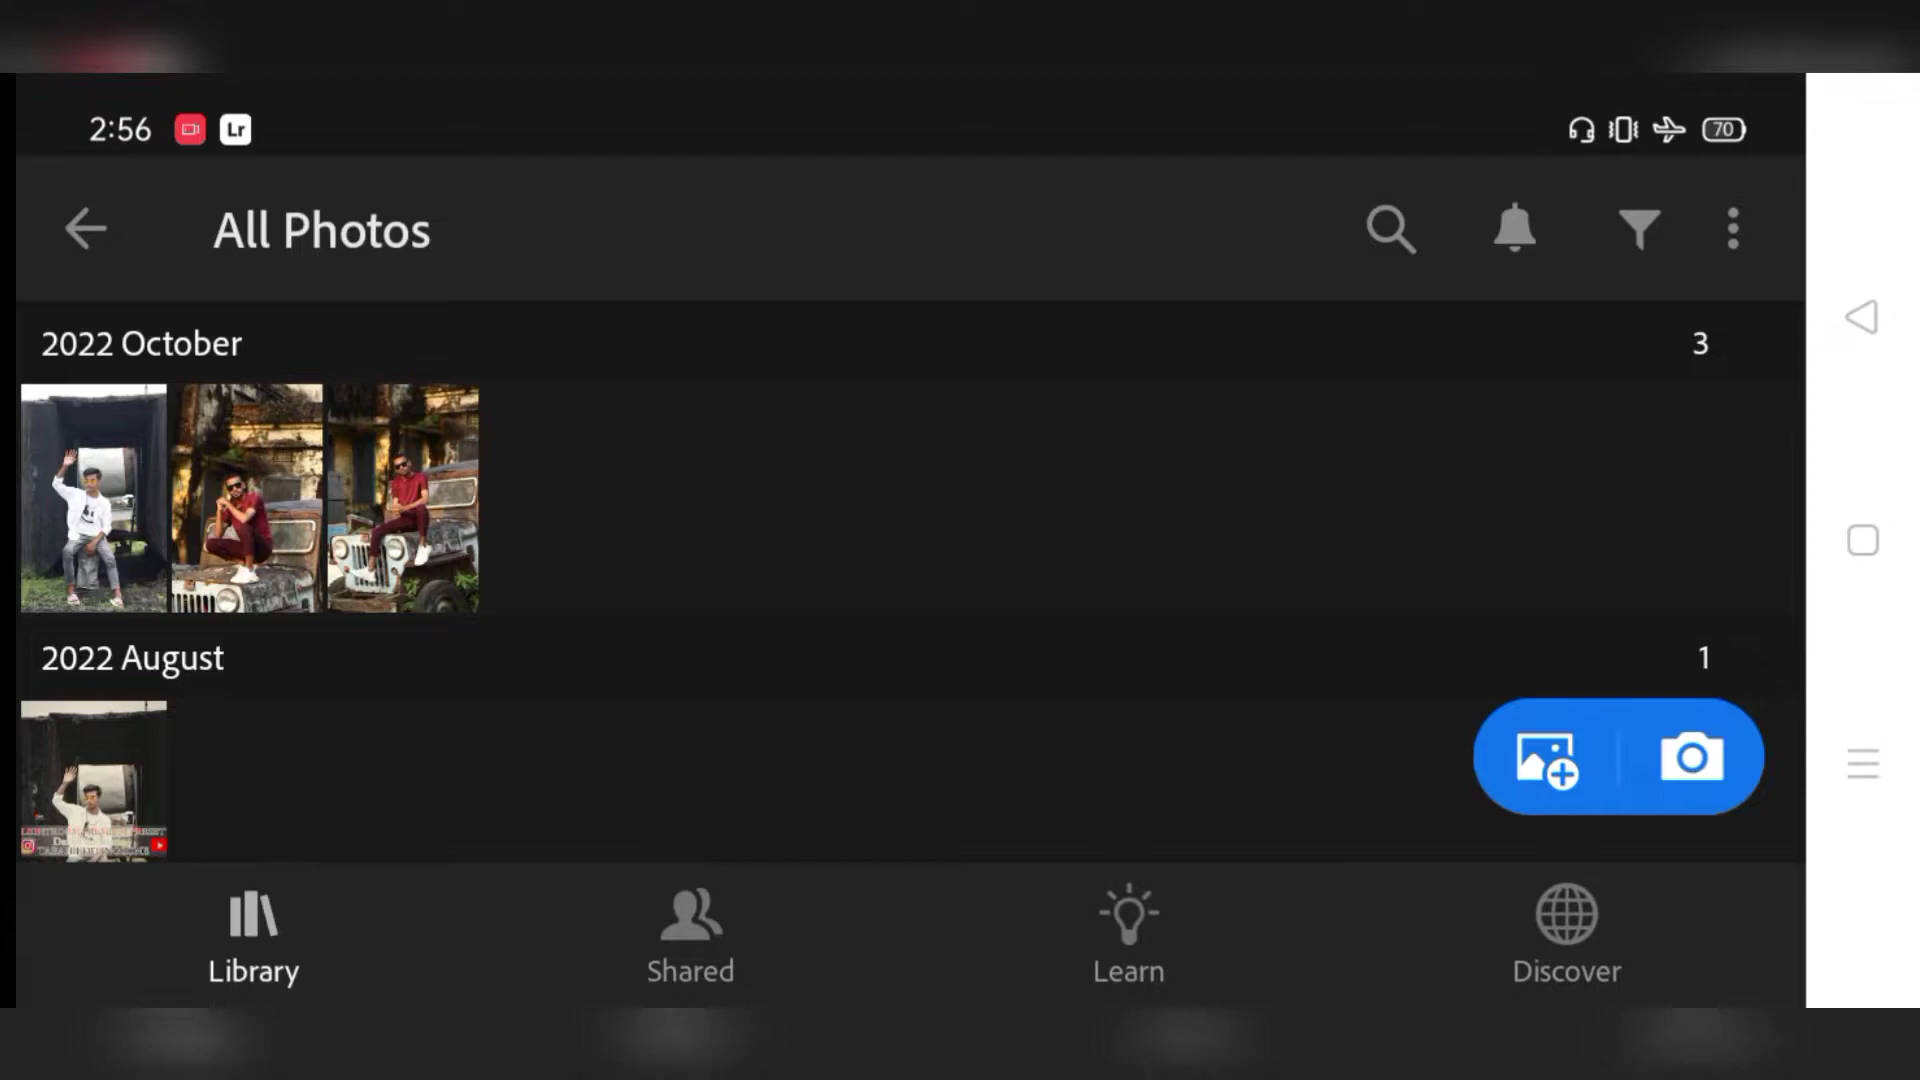 2:56 Lr 70
All Photos
2022 October 3
2022 August 1
Library Shared Learn Discover